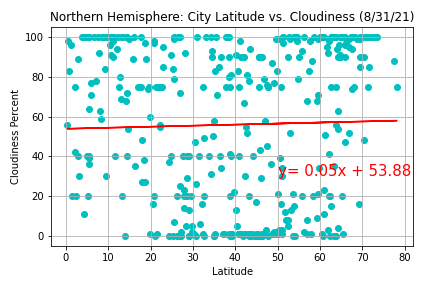 Northern Hemisphere: City Latitude vs. Cloudiness (8/31/21)
100
80
60
40
20
0
Cloudiness Percent
y= 0.05x + 53.88
0 10 20 30 40 50 60 70 80
Latitude